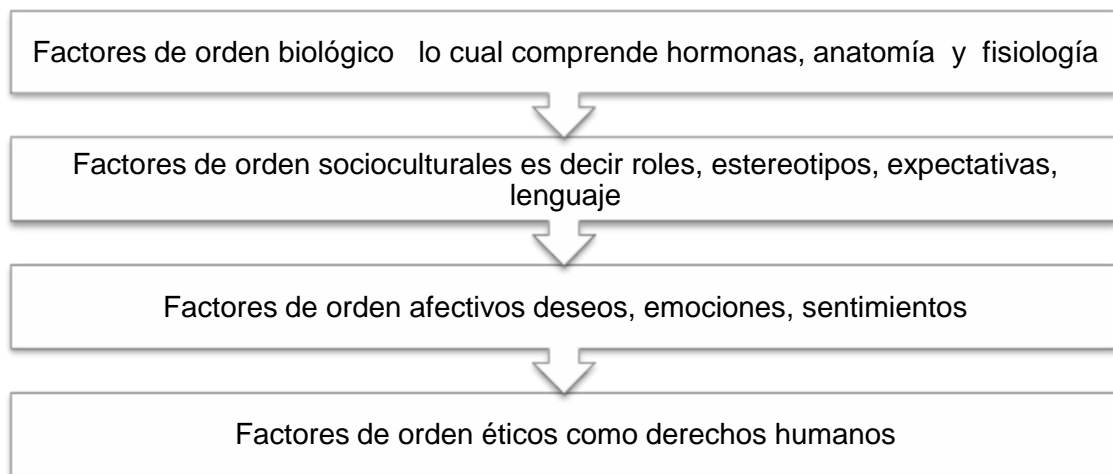 Factores de orden biológico lo cual comprende hormonas, anatomía y fisiología
Factores de orden socioculturales es decir roles, estereotipos, expectativas,
lenguaje
Factores de orden afectivos deseos, emociones, sentimientos
Factores de orden éticos como derechos humanos